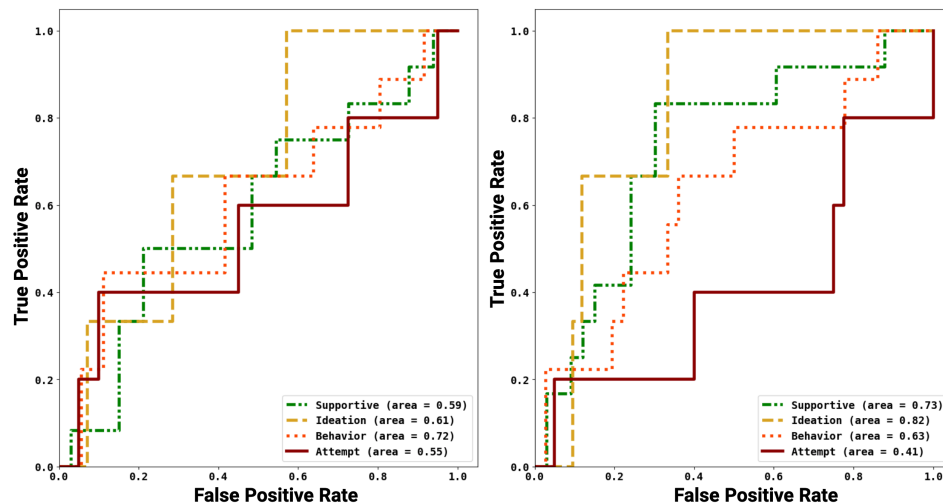 True Positive Rate
1.0
0.8
0.6
0.4
0.2
0.0
0.2
0.4
0.6
0.8
1.0
False Positive Rate
Supportive (area = 0.59)
Ideation (area = 0.61)
Behavior (area = 0.72)
Attempt (area = 0.55)
True Positive Rate
1.0
0.8
0.6
0.4
0.2
0.0
0.0
0.2
0.4
0.6
0.8
1.0
False Positive Rate
Supportive (area = 0.73)
Ideation (area = 0.82)
Behavior (area = 0.63)
Attempt (area = 0.41)